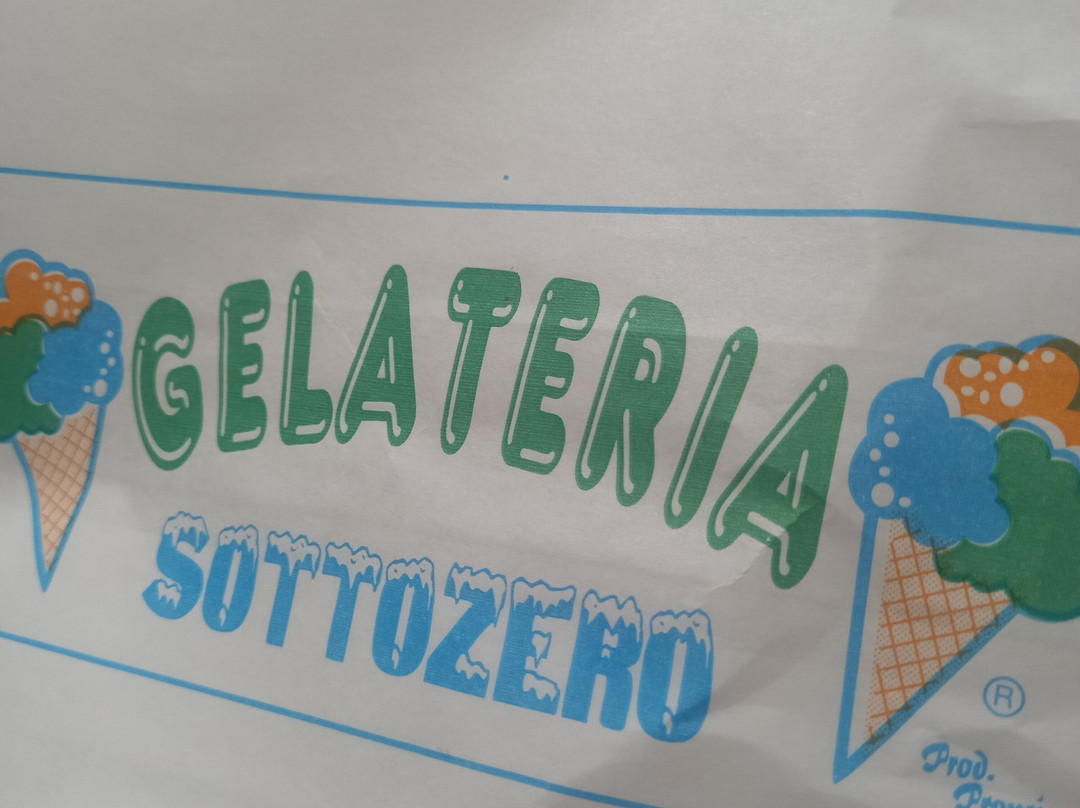 GELATERIA
SOTTOZERO
®
Prod.